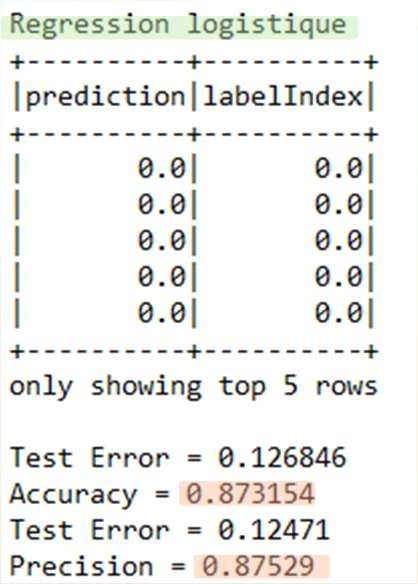 Regression logistique
+----------+----------+
|prediction|labelIndex|
+----------+----------+
|       0.0|       0.0|
|       0.0|       0.0|
|       0.0|       0.0|
|       0.0|       0.0|
|       0.0|       0.0|
+----------+----------+
only showing top 5 rows
Test Error = 0.126846
Accuracy = 0.873154
Test Error = 0.12471
Precision = 0.87529